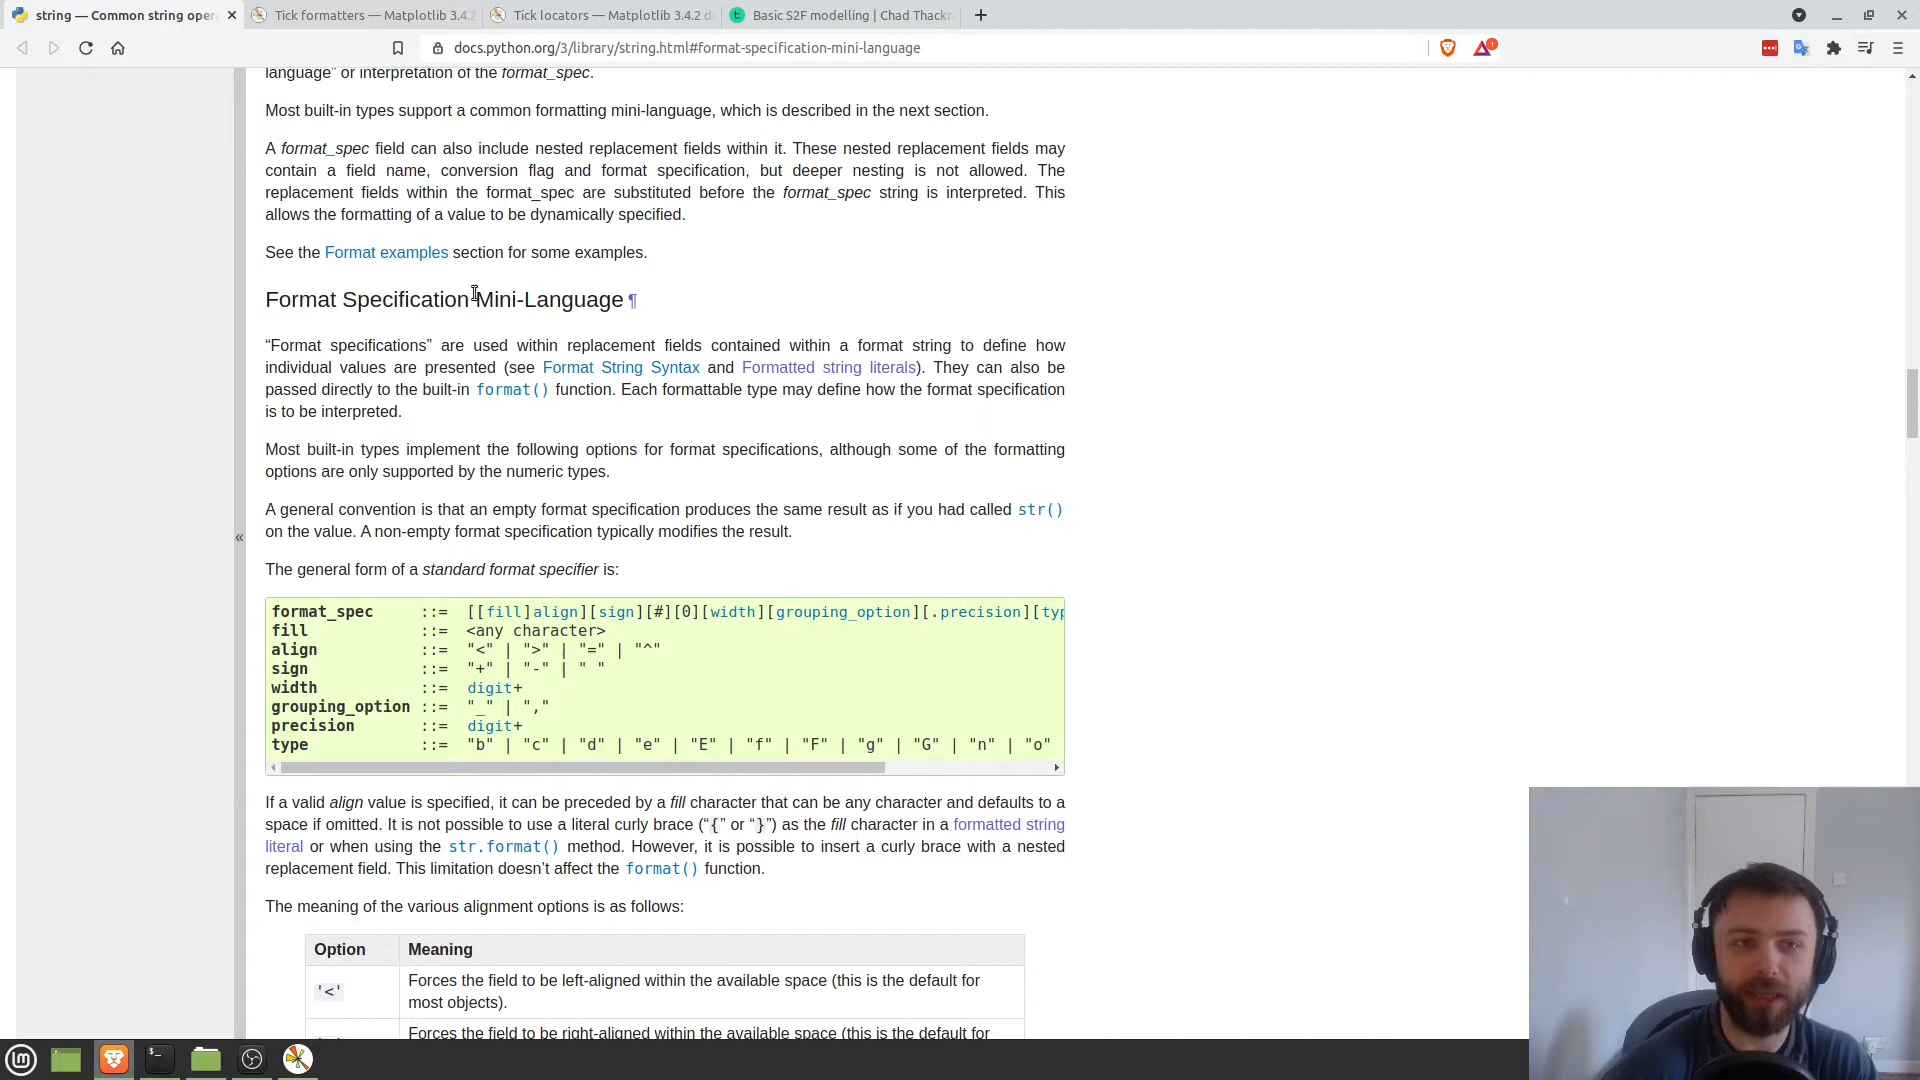 string — Common string opera
Tick formatters — Matplotlib 3.4.2
Tick locators — Matplotlib 3.4.2 d
Basic S2F modelling | Chad Thackr
docs.python.org/3/library/string.html#format-specification-mini-language
1
language” or interpretation of the format_spec.
Most built-in types support a common formatting mini-language, which is described in the next section.
A format_spec field can also include nested replacement fields within it. These nested replacement fields may
contain a field name, conversion flag and format specification, but deeper nesting is not allowed. The
replacement fields within the format_spec are substituted before the format_spec string is interpreted. This
allows the formatting of a value to be dynamically specified.
See the Format examples section for some examples.
Format Specification Mini-Language ¶
“Format specifications” are used within replacement fields contained within a format string to define how
individual values are presented (see Format String Syntax and Formatted string literals). They can also be
passed directly to the built-in format() function. Each formattable type may define how the format specification
is to be interpreted.
Most built-in types implement the following options for format specifications, although some of the formatting
options are only supported by the numeric types.
A general convention is that an empty format specification produces the same result as if you had called str()
on the value. A non-empty format specification typically modifies the result.
«
The general form of a standard format specifier is:
format_spec ::= [[fill]align][sign][#][0][width][grouping_option][.precision][typ
fill ::= <any character>
align ::= "<" | ">" | "=" | "^"
sign ::= "+" | "-" | " "
width ::= digit+
grouping_option ::= "_" | ","
precision ::= digit+
type ::= "b" | "c" | "d" | "e" | "E" | "f" | "F" | "g" | "G" | "n" | "o"
If a valid align value is specified, it can be preceded by a fill character that can be any character and defaults to a
space if omitted. It is not possible to use a literal curly brace (“{” or “}”) as the fill character in a formatted string
literal or when using the str.format() method. However, it is possible to insert a curly brace with a nested
replacement field. This limitation doesn’t affect the format() function.
The meaning of the various alignment options is as follows:
Option Meaning
'<' Forces the field to be left-aligned within the available space (this is the default for
most objects).
Forces the field to be right-aligned within the available space (this is the default for